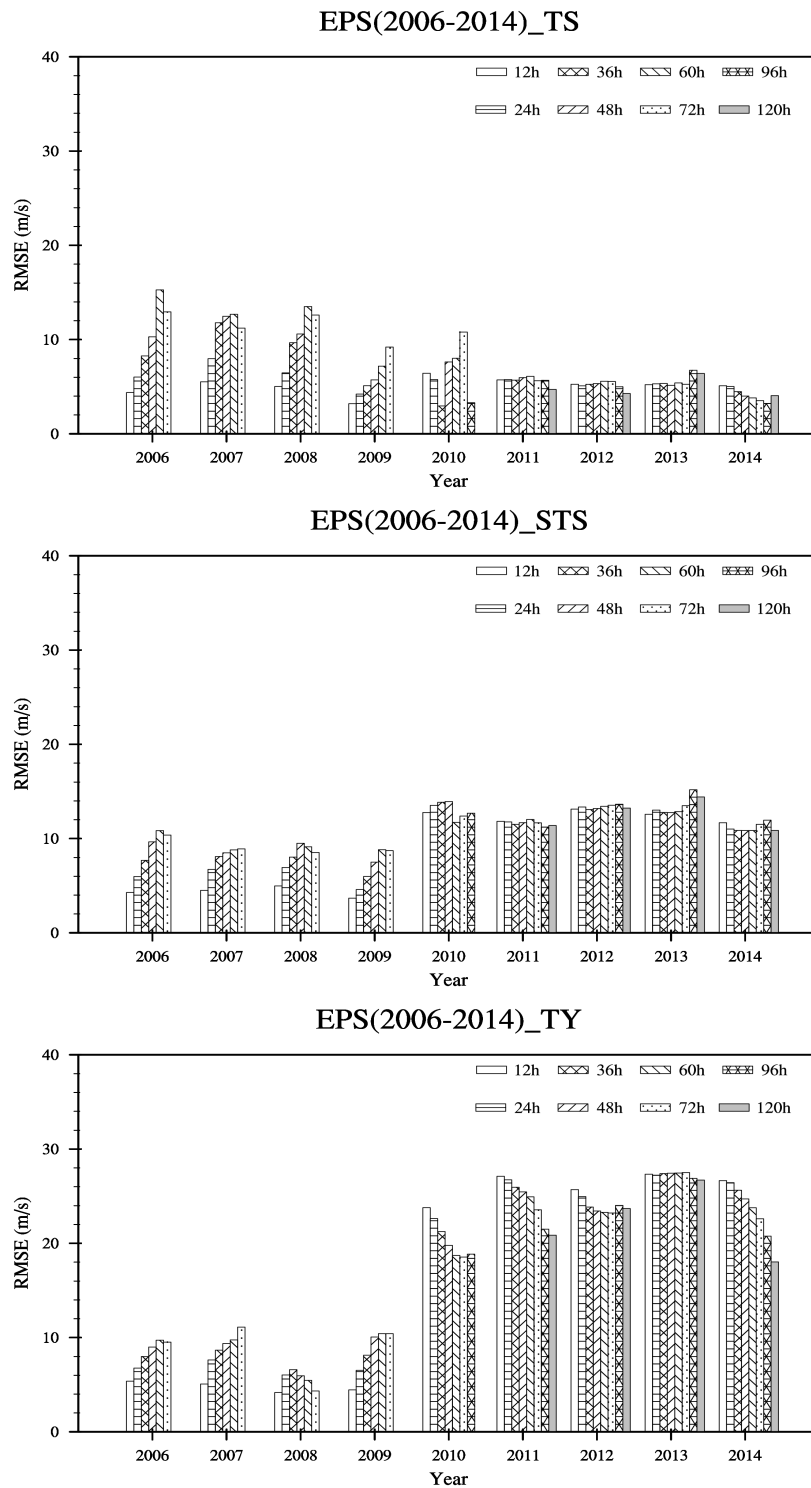 EPS(2006-2014)_TS
40
12h 36h 60h 96h
24h 48h 72h 120h
30
RMSE (m/s)
20
10
0
2006 2007 2008 2009 2010 2011 2012 2013 2014
Year
EPS(2006-2014)_STS
40
12h 36h 60h 96h
24h 48h 72h 120h
30
RMSE (m/s)
20
10
0
2006 2007 2008 2009 2010 2011 2012 2013 2014
Year
EPS(2006-2014)_TY
40
12h 36h 60h 96h
24h 48h 72h 120h
30
RMSE (m/s)
20
10
0
2006 2007 2008 2009 2010 2011 2012 2013 2014
Year